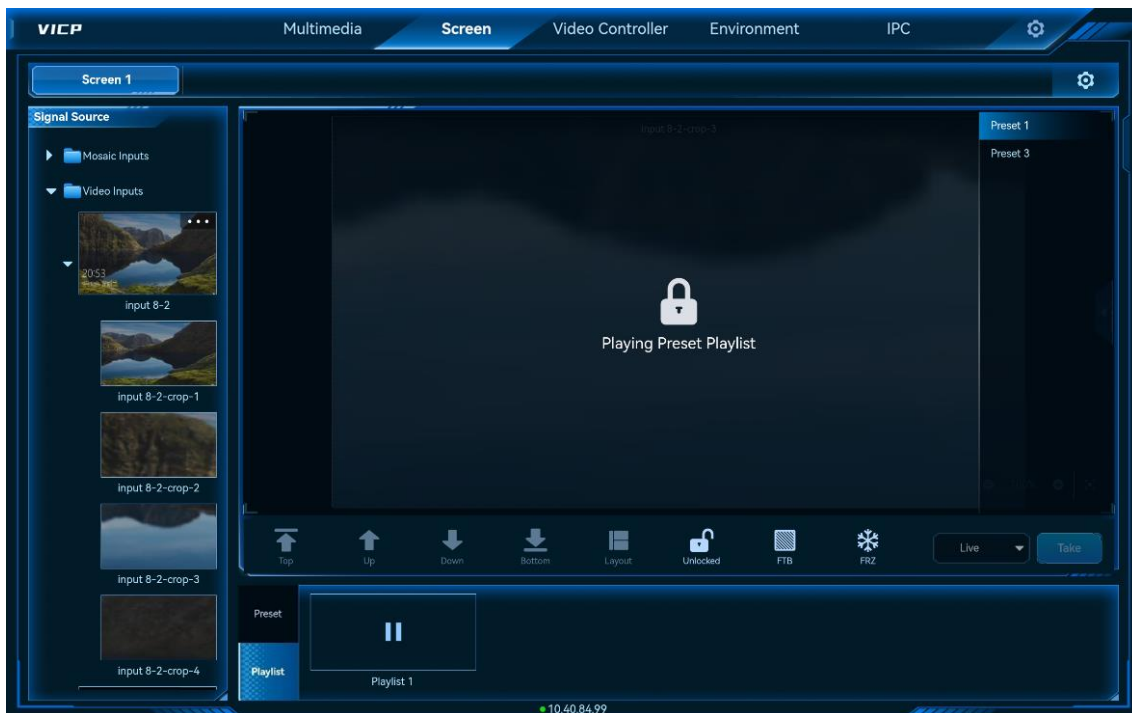 VICP
Multimedia
Screen
Video Controller
Environment
IPC
Screen 1
Signal Source
Mosaic Inputs
Video Inputs
20:53
input 8-2
input 8-2-crop-1
input 8-2-crop-2
input 8-2-crop-3
input 8-2-crop-4
input 8-2-crop-3
Playing Preset Playlist
Preset 1
Preset 3
Top
Up
Down
Bottom
Layout
Unlocked
FTB
FRZ
Live
Take
Preset
Playlist
Playlist 1
10.40.84.99